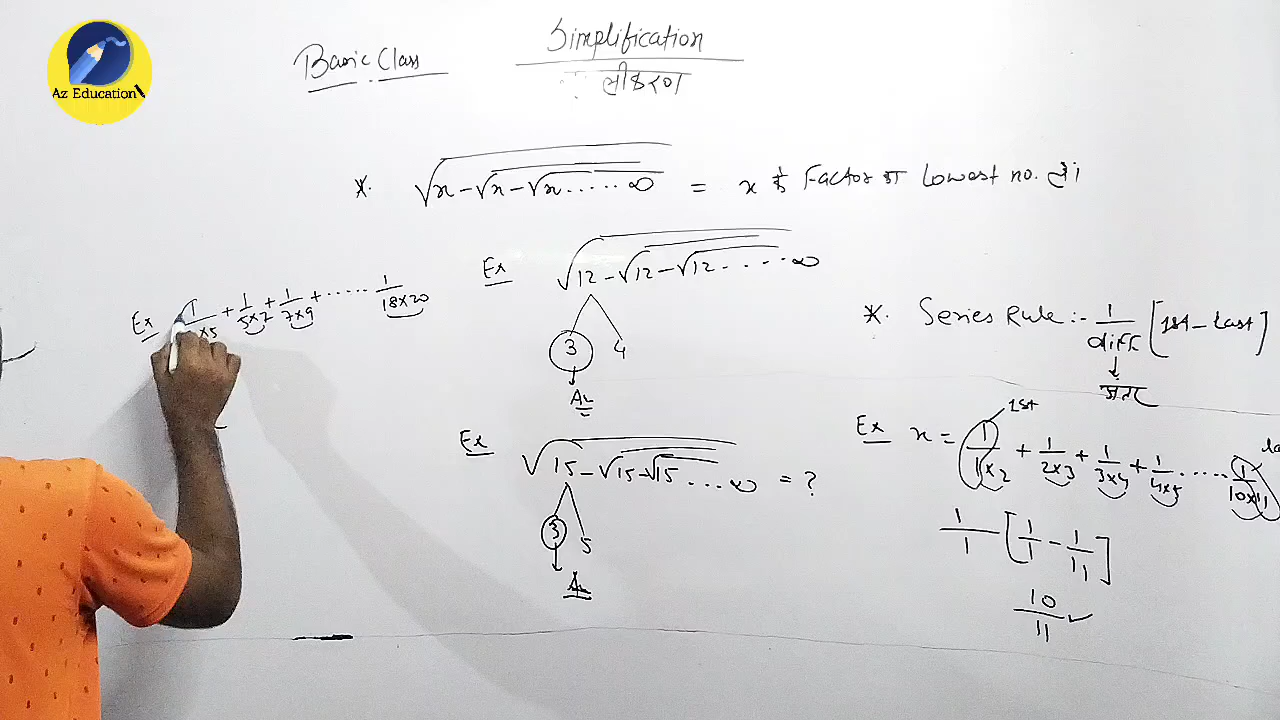 Az Education
Basic Class
Simplification
लीकरण
*. √x-√x-√x.....∞ = x के Factor का Lowest no. होगा
Ex √12-√12-√12....∞
3 4
Ex 1/×5 + 1/5×7 + 1/7×9 + ..... 1/18×20
*. Series Rule:- 1/diff [1st-Last]
↓
अन्तर
Ex √15-√15-√15...∞ = ?
3 5
Ex x = 1/1×2 + 1/2×3 + 1/3×4 + 1/4×5 ..... 1/10×11
1st
1/1 [1/1 - 1/11]
10/11 ✓